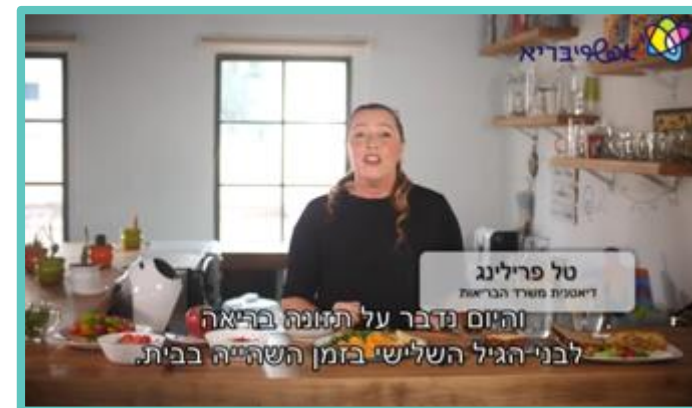 אפשריבריא
טל פרילינג
דיאטנית משרד הבריאות
והיום נדבר על תזונה בריאה
לבני הגיל השלישי בזמן השהייה בבית.